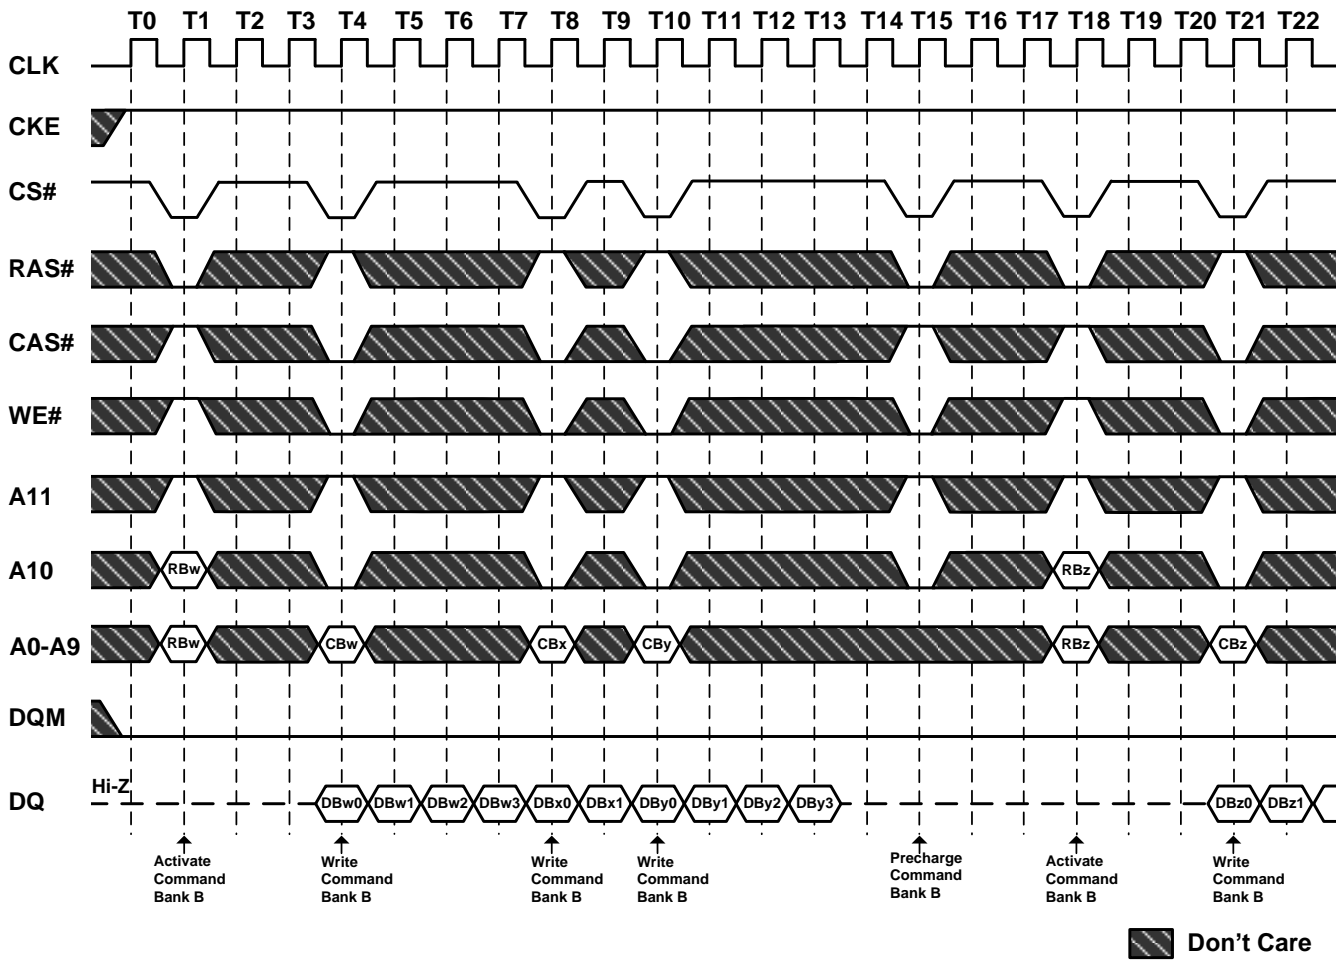 T0 T1 T2 T3 T4 T5 T6 T7 T8 T9 T10 T11 T12 T13 T14 T15 T16 T17 T18 T19 T20 T21 T22
CLK
CKE
CS#
RAS#
CAS#
WE#
A11
A10 RBw RBz
A0-A9 RBw CBw CBx CBy RBz CBz
DQM
DQ Hi-Z DBw0 DBw1 DBw2 DBw3 DBx0 DBx1 DBy0 DBy1 DBy2 DBy3 DBz0 DBz1
Activate
Command
Bank B
Write
Command
Bank B
Write
Command
Bank B
Write
Command
Bank B
Precharge
Command
Bank B
Activate
Command
Bank B
Write
Command
Bank B
Don't Care